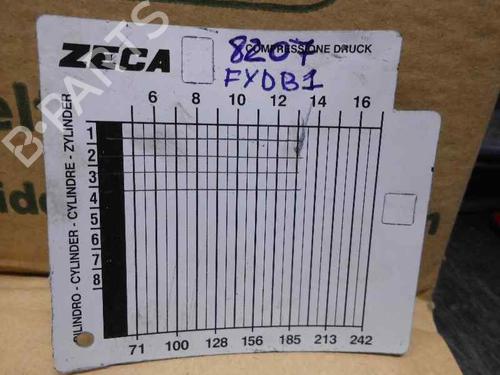 ZECA
COMPRESSIONE DRUCK
8207
FXDB1
6 8 10 12 14 16
CILINDRO - CYLINDER - CYLINDRE - ZYLINDER
1
2
3
4
5
6
7
8
71 100 128 156 185 213 242
B-PARTS